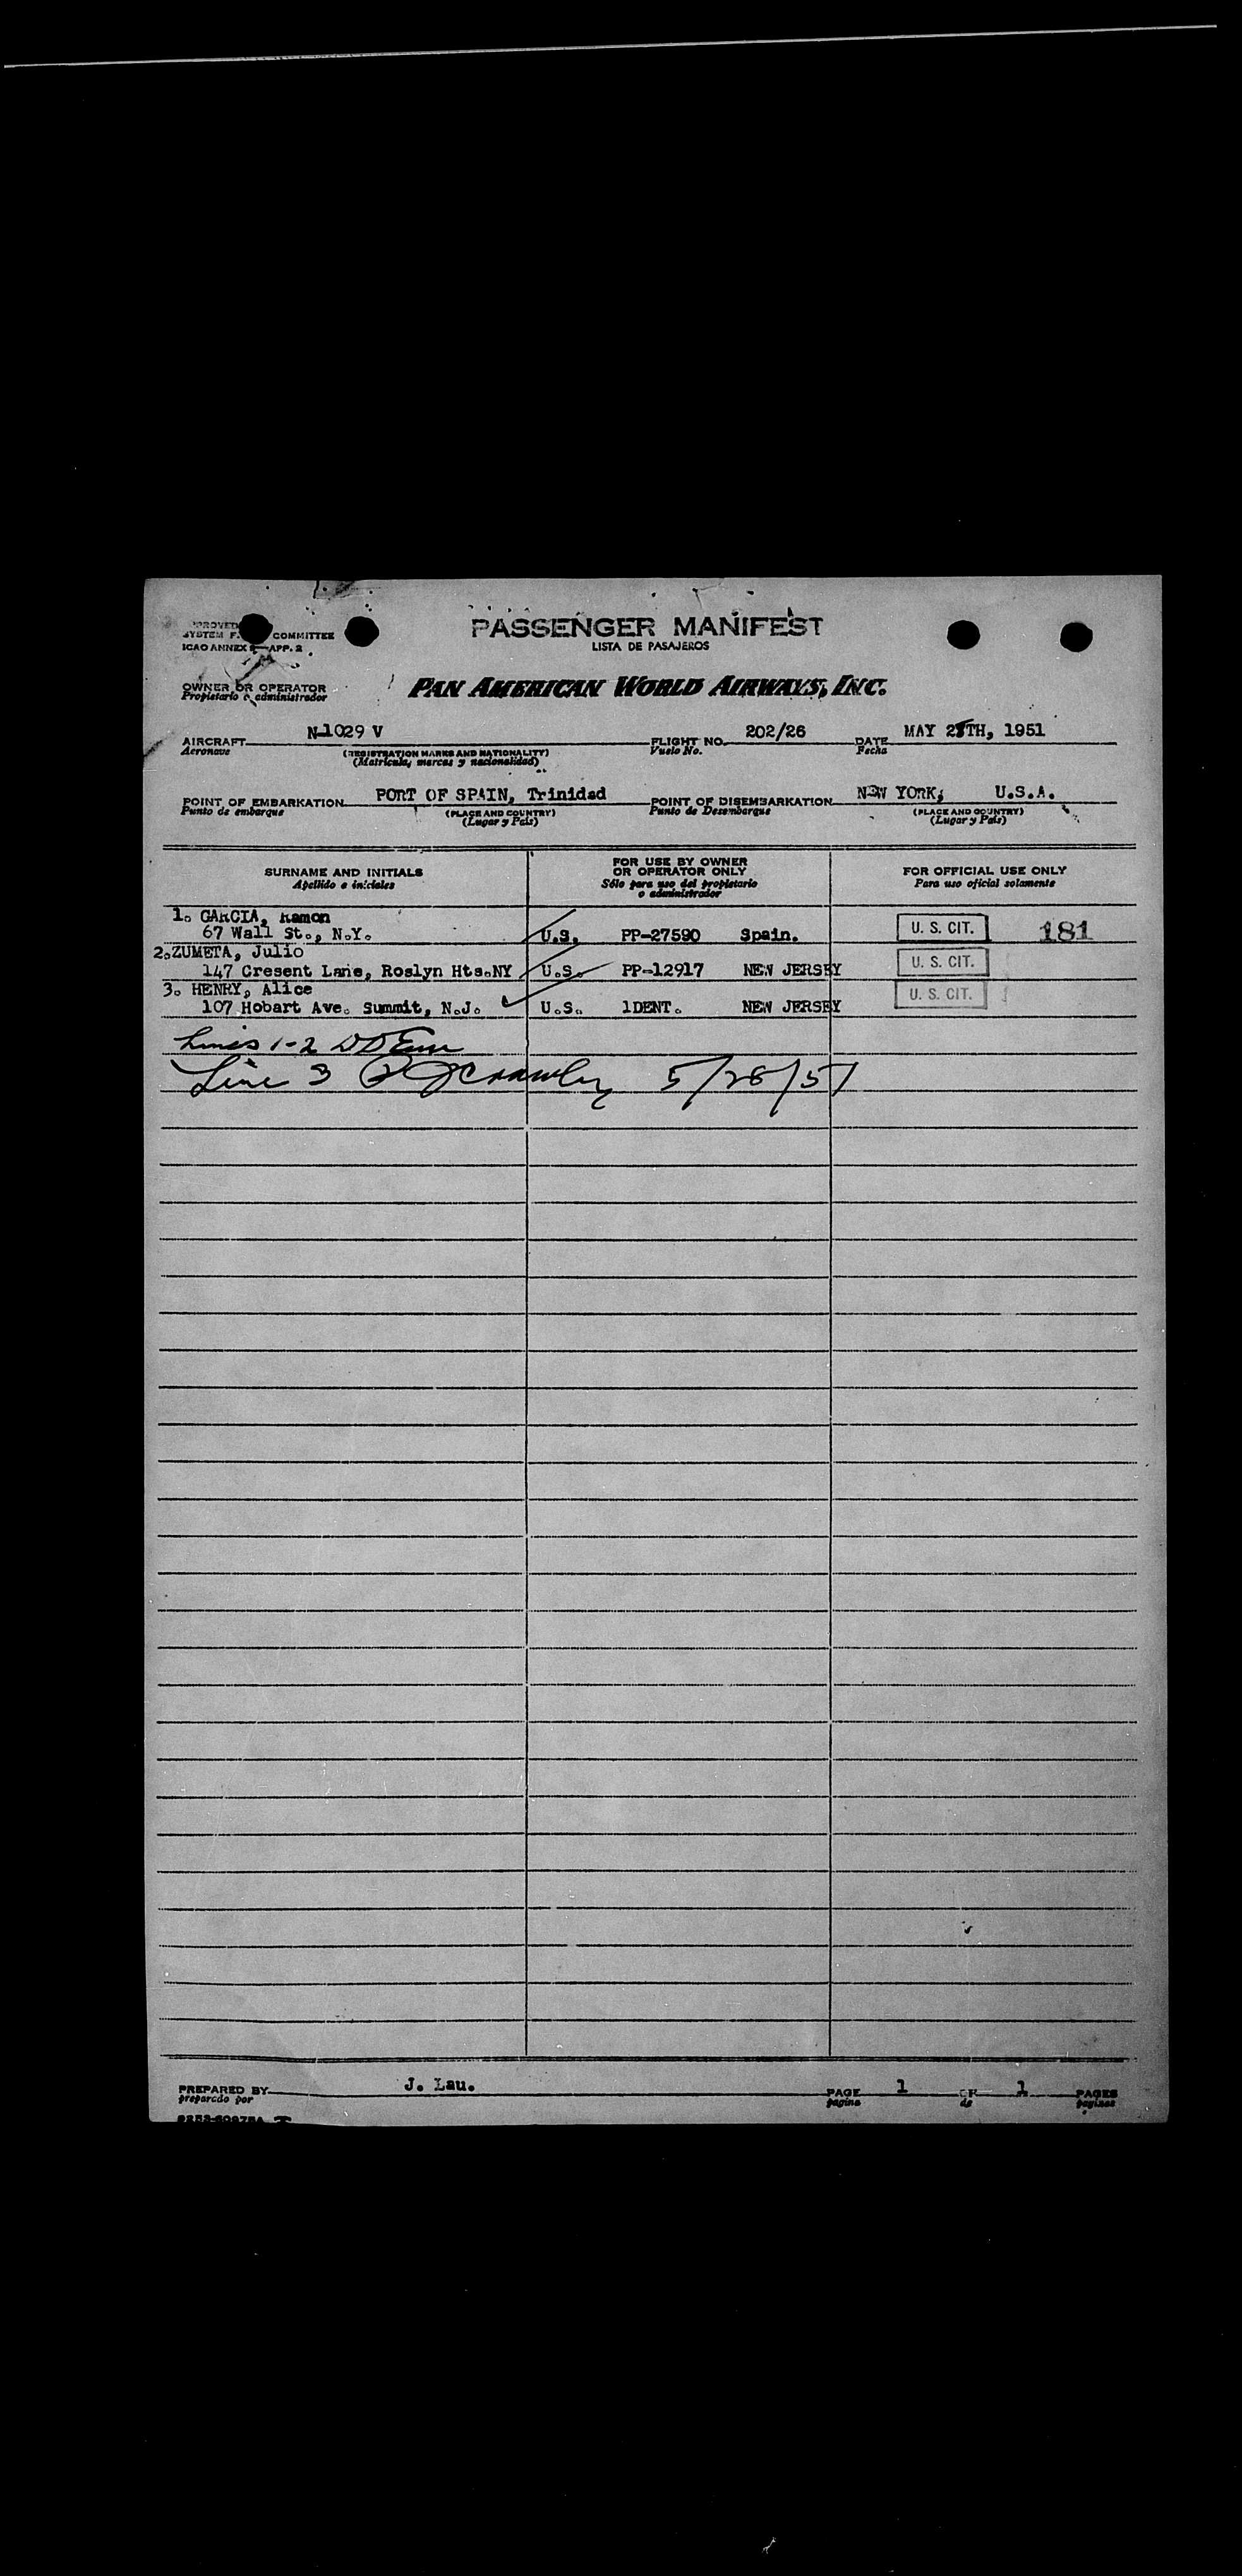 PASSENGER MANIFEST
LISTA DE PASAJEROS
COMMITTEE
ICAO ANNEX APP. 2
OWNER OR OPERATOR
Propietario o administrador
PAN AMERICAN WORLD AIRWAYS, INC.
AIRCRAFT N-1029 V FLIGHT NO. 202/26 DATE MAY 28TH, 1951
Aeronave (REGISTRATION MARKS AND NATIONALITY) Vuelo No. Fecha
(Matrícula, marcas y nacionalidad)
POINT OF EMBARKATION PORT OF SPAIN, Trinidad POINT OF DISEMBARKATION NEW YORK, U.S.A.
Punto de embarque (PLACE AND COUNTRY) Punto de Desembarque (PLACE AND COUNTRY)
(Lugar y País) (Lugar y País)
SURNAME AND INITIALS
Apellido e iniciales
FOR USE BY OWNER
OR OPERATOR ONLY
Sólo para uso del propietario
o administrador
FOR OFFICIAL USE ONLY
Para uso oficial solamente
1. GARCIA, Ramon
67 Wall St., N.Y. U.S. PP-27590 Spain. U. S. CIT. 181
2.ZUMETA, Julio
147 Cresent Lane, Roslyn Hts.NY U.S. PP-12917 NEW JERSEY U. S. CIT.
3. HENRY, Alice
107 Hobart Ave. Summit, N.J. U.S. 1DENT. NEW JERSEY U. S. CIT.
Lines 1-2
Line 3 5/28/51
PREPARED BY J. Lau. PAGE 1 OF 1 PAGES
preparado por página de páginas